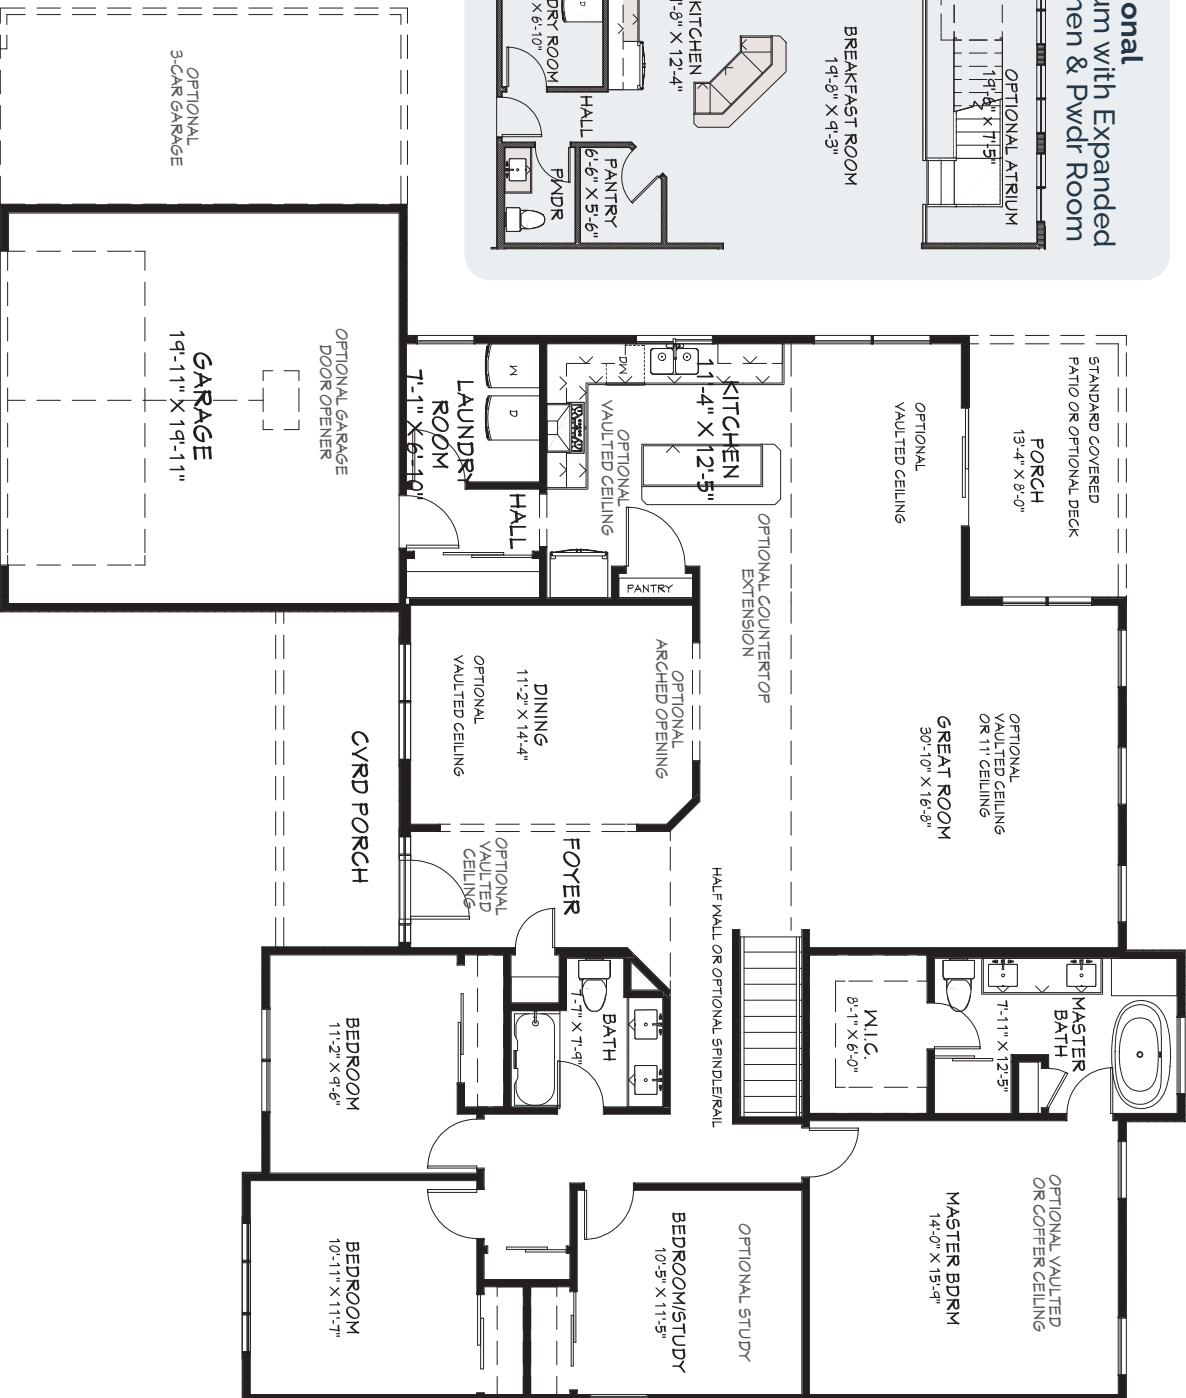 onal
um with Expanded
hen & Pwdr Room
OPTIONAL ATRIUM
19'-8" X 7'-5"
BREAKFAST ROOM
19'-8" X 9'-3"
KITCHEN
'-8" X 12'-4"
DRY ROOM
X 6'-10"
D
HALL
PANTRY
6'-6" X 5'-6"
PWDR
OPTIONAL
3-CAR GARAGE
OPTIONAL GARAGE
DOOR OPENER
GARAGE
19'-11" X 19'-11"
LAUNDRY
ROOM
7'-1" X 6'-10"
W
D
HALL
DW
KITCHEN
11'-4" X 12'-5"
OPTIONAL
VAULTED CEILING
PANTRY
OPTIONAL COUNTERTOP
EXTENSION
OPTIONAL
VAULTED CEILING
STANDARD COVERED
PATIO OR OPTIONAL DECK
PORCH
13'-4" X 8'-0"
OPTIONAL
VAULTED CEILING
OR 11' CEILIING
GREAT ROOM
30'-10" X 16'-8"
OPTIONAL
ARCHED OPENING
DINING
11'-2" X 14'-4"
OPTIONAL
VAULTED CEILING
CVRD PORCH
FOYER
OPTIONAL
VAULTED
CEILING
HALF WALL OR OPTIONAL SPINDLE/RAIL
MASTER
BATH
7'-11" X 12'-5"
W.I.C.
8'-1" X 6'-0"
BATH
7'-7" X 7'-9"
BEDROOM
11'-2" X 9'-6"
OPTIONAL VAULTED
OR COFFER CEILING
MASTER BDRM
14'-0" X 15'-9"
OPTIONAL STUDY
BEDROOM/STUDY
10'-5" X 11'-5"
BEDROOM
10'-11" X 11'-7"